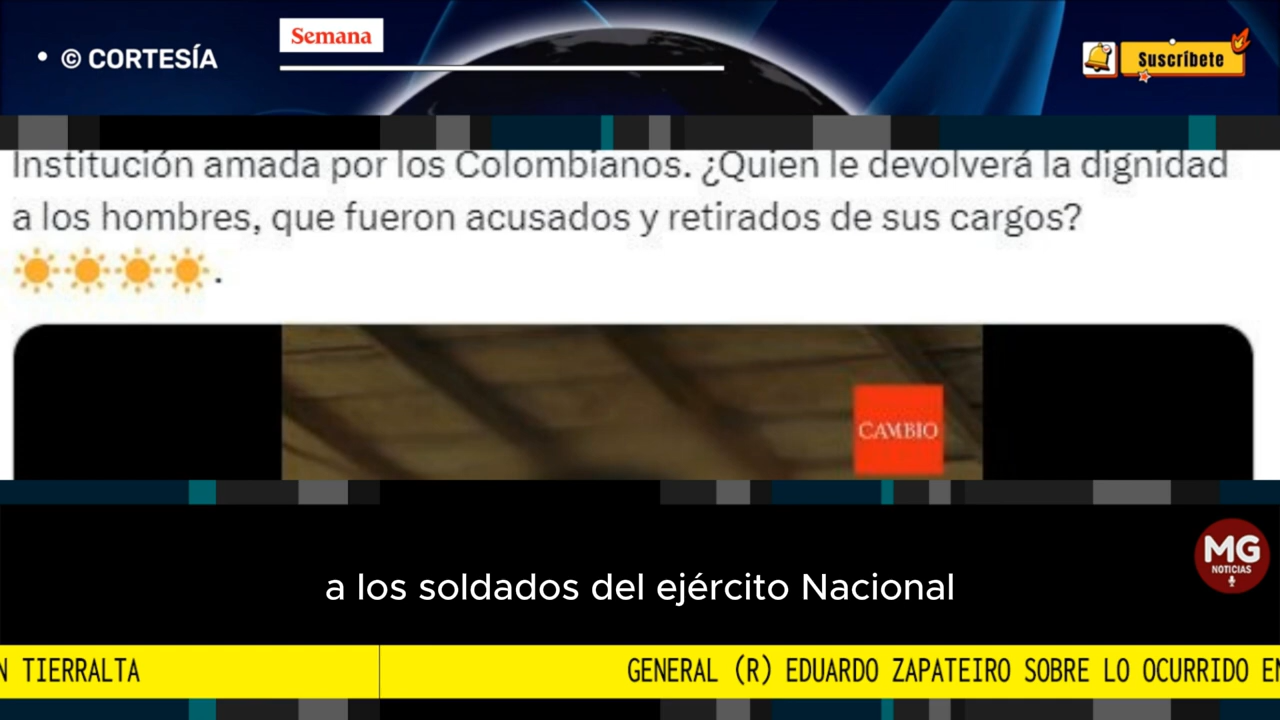 • © CORTESÍA
Semana
Suscríbete
Institución amada por los Colombianos. ¿Quien le devolverá la dignidad
a los hombres, que fueron acusados y retirados de sus cargos?
.
CAMBIO
a los soldados del ejército Nacional
MG
NOTICIAS
N TIERRALTA
GENERAL (R) EDUARDO ZAPATEIRO SOBRE LO OCURRIDO EN